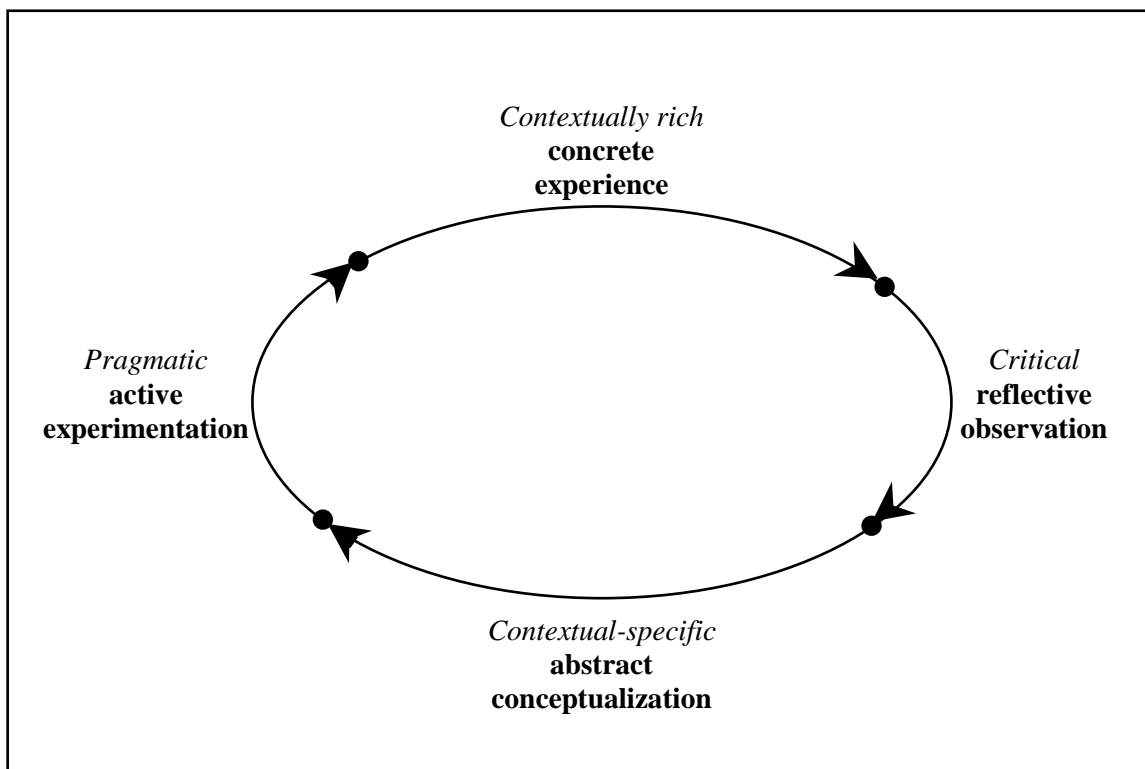 Contextually rich
concrete
experience
Pragmatic
active
experimentation
Critical
reflective
observation
Contextual-specific
abstract
conceptualization